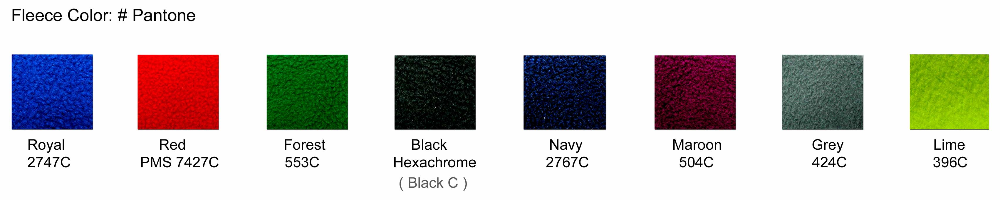 Fleece Color: # Pantone
Royal
2747C
Red
PMS 7427C
Forest
553C
Black
Hexachrome
( Black C )
Navy
2767C
Maroon
504C
Grey
424C
Lime
396C